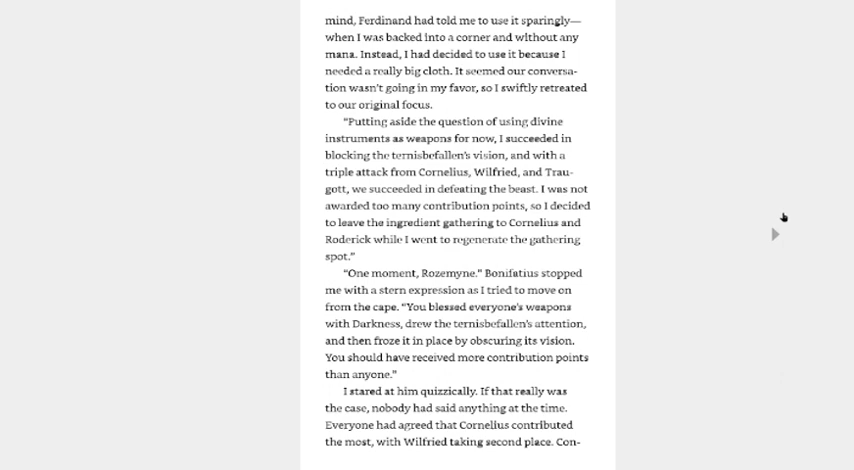 mind, Ferdinand had told me to use it sparingly—
when I was backed into a corner and without any
mana. Instead, I had decided to use it because I
needed a really big cloth. It seemed our conversa-
tion wasn't going in my favor, so I swiftly retreated
to our original focus.
"Putting aside the question of using divine
instruments as weapons for now, I succeeded in
blocking the ternisbefallen's vision, and with a
triple attack from Cornelius, Wilfried, and Trau-
gott, we succeeded in defeating the beast. I was not
awarded too many contribution points, so I decided
to leave the ingredient gathering to Cornelius and
Roderick while I went to regenerate the gathering
spot."
"One moment, Rozemyne." Bonifatius stopped
me with a stern expression as I tried to move on
from the cape. "You blessed everyone's weapons
with Darkness, drew the ternisbefallen's attention,
and then froze it in place by obscuring its vision.
You should have received more contribution points
than anyone."
I stared at him quizzically. If that really was
the case, nobody had said anything at the time.
Everyone had agreed that Cornelius contributed
the most, with Wilfried taking second place. Con-